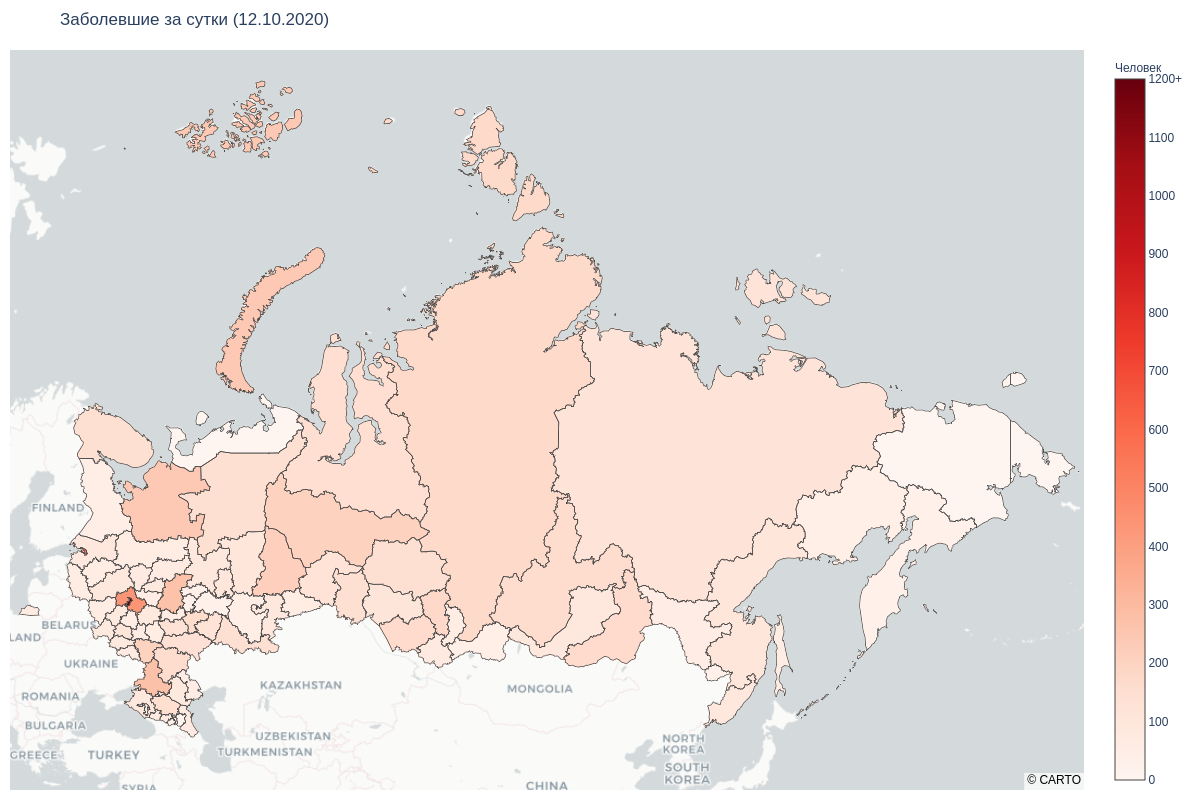 Заболевшие за сутки (12.10.2020)
Человек
1200+
1100
1000
900
800
700
600
500
400
300
200
100
0
FINLAND
BELARUS
LAND
UKRAINE
ROMANIA
BULGARIA
GREECE
TURKEY
SYRIA
KAZAKHSTAN
UZBEKISTAN
TURKMENISTAN
MONGOLIA
CHINA
NORTH
KOREA
SOUTH
KOREA
© CARTO